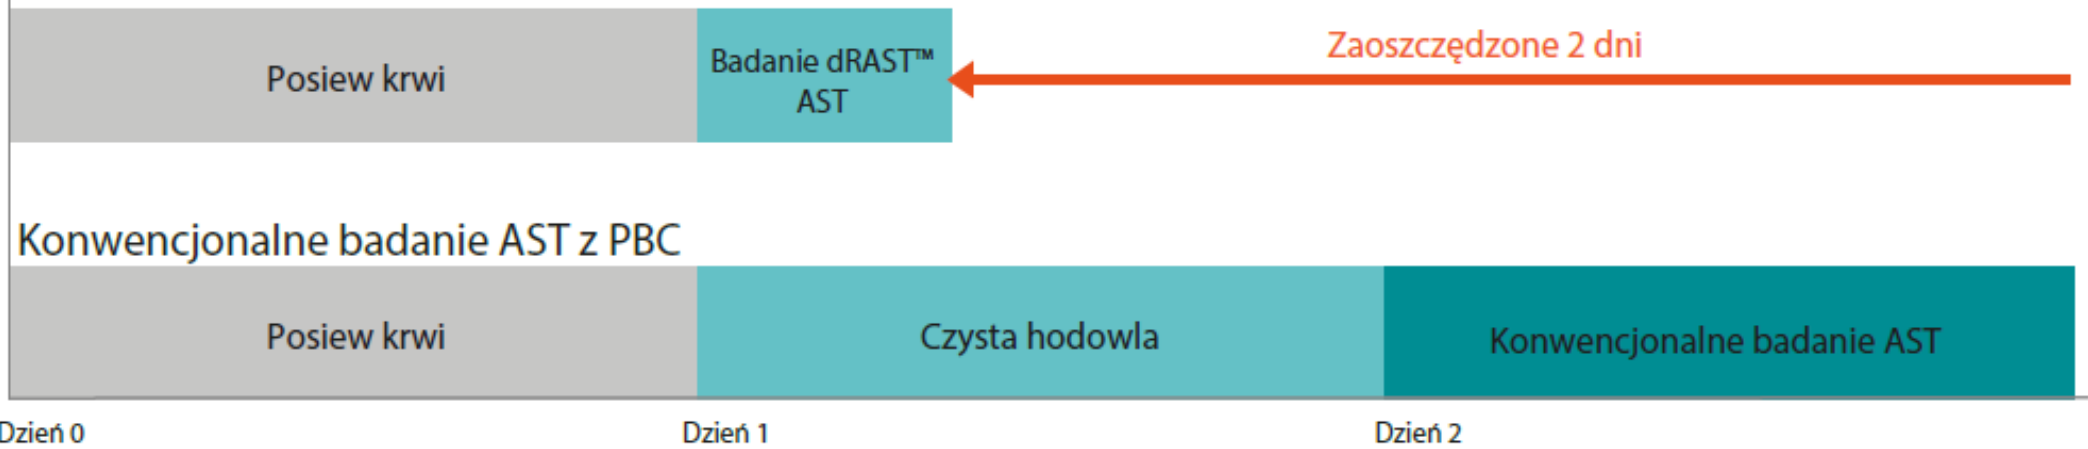 Posiew krwi
Badanie dRAST™
AST
Zaoszczędzone 2 dni
Konwencjonalne badanie AST z PBC
Posiew krwi
Czysta hodowla
Konwencjonalne badanie AST
Dzień 0
Dzień 1
Dzień 2